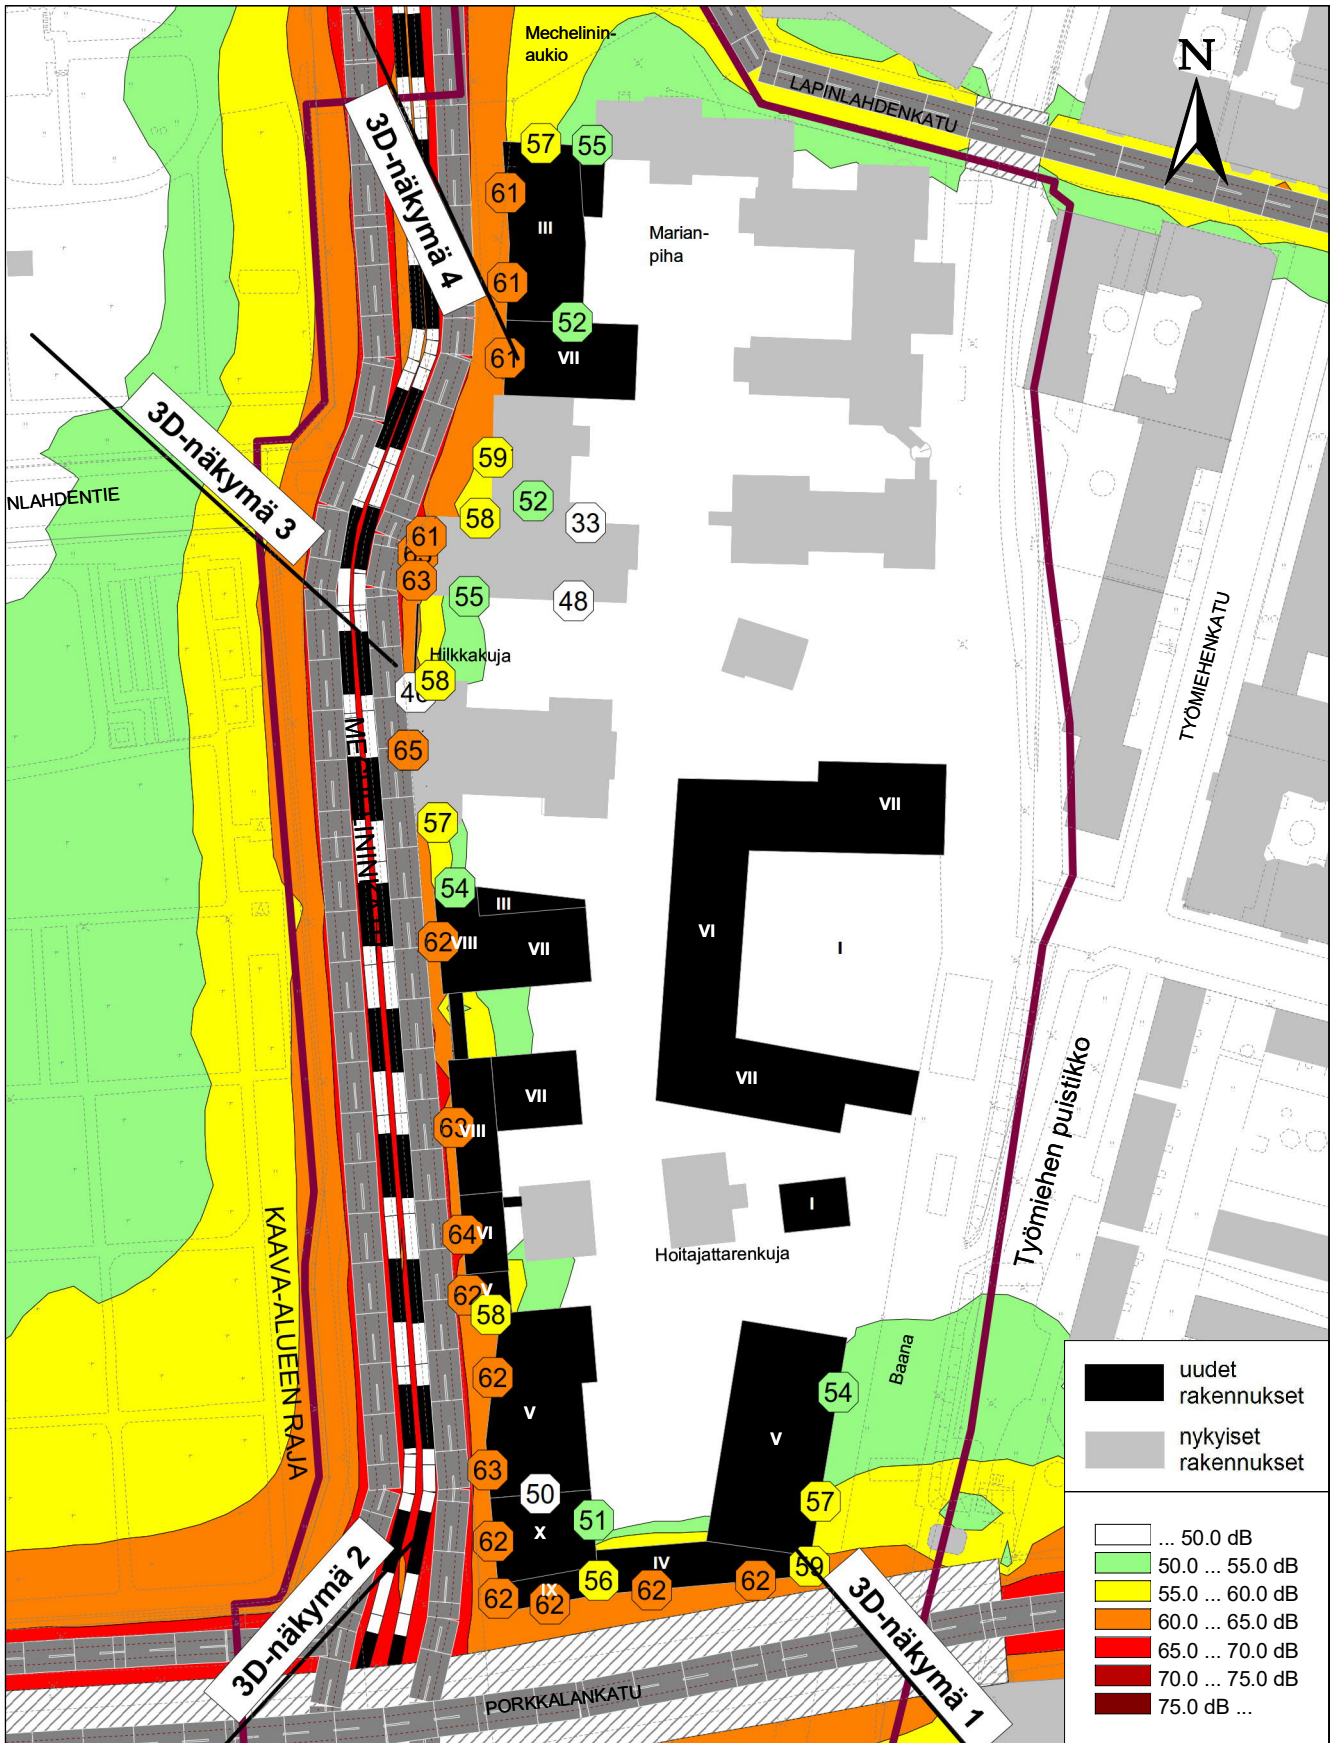 Mechelinin-
aukio
N
LAPINLAHDENKATU
57
55
3D-näkymä 4
61
III
Marian-
piha
61
52
61
VII
3D-näkymä 3
59
NLAHDENTIE
52
58
33
61
63
55
48
TYÖMIEHENKATU
Hilkkakuja
58
65
VII
57
54
III
62
VIII
VII
VI
I
VII
VII
63
VIII
Työmiehen puistikko
I
64
VI
Hoitajattarenkuja
KAAVA-ALUEEN RAJA
62
V
58
Baana
62
54
V
V
63
50
57
51
X
62
IV
59
56
IX
62
62
62
62
3D-näkymä 2
3D-näkymä 1
PORKKALANKATU
uudet
rakennukset
nykyiset
rakennukset
... 50.0 dB
50.0 ... 55.0 dB
55.0 ... 60.0 dB
60.0 ... 65.0 dB
65.0 ... 70.0 dB
70.0 ... 75.0 dB
75.0 dB ...